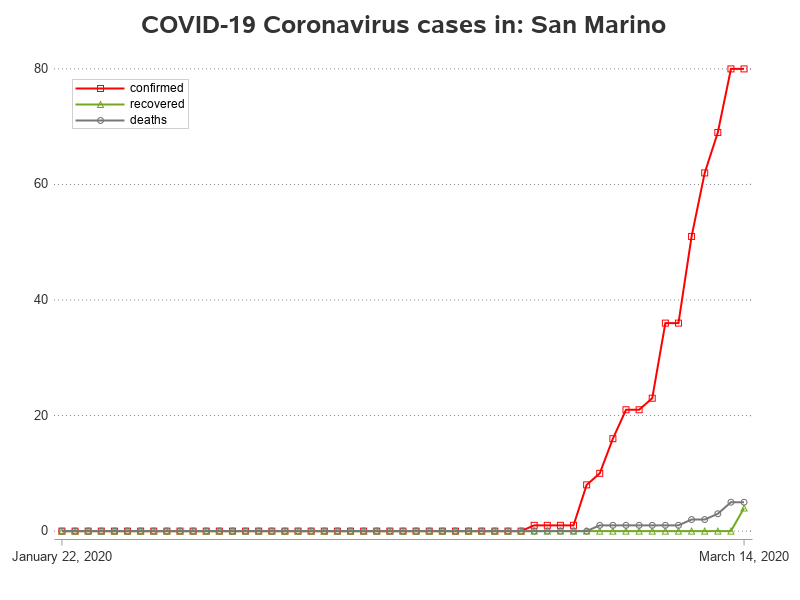 COVID-19 Coronavirus cases in: San Marino
80
confirmed
recovered
deaths
60
40
20
0
January 22, 2020 March 14, 2020